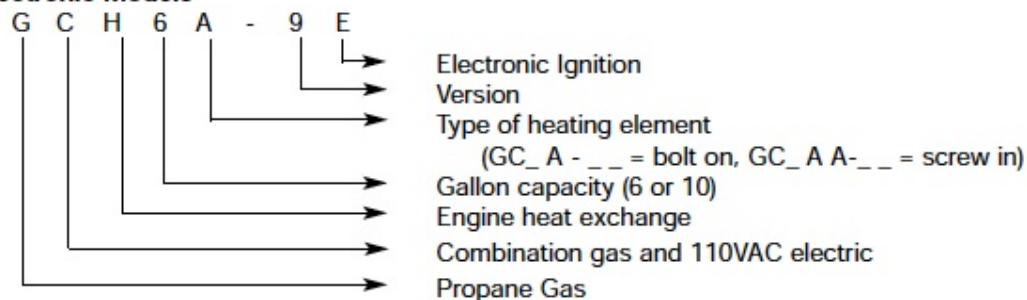 G C H 6 A - 9 E
Electronic Ignition
Version
Type of heating element
(GC_ A - _ _ = bolt on, GC_ A A-_ _ = screw in)
Gallon capacity (6 or 10)
Engine heat exchange
Combination gas and 110VAC electric
Propane Gas